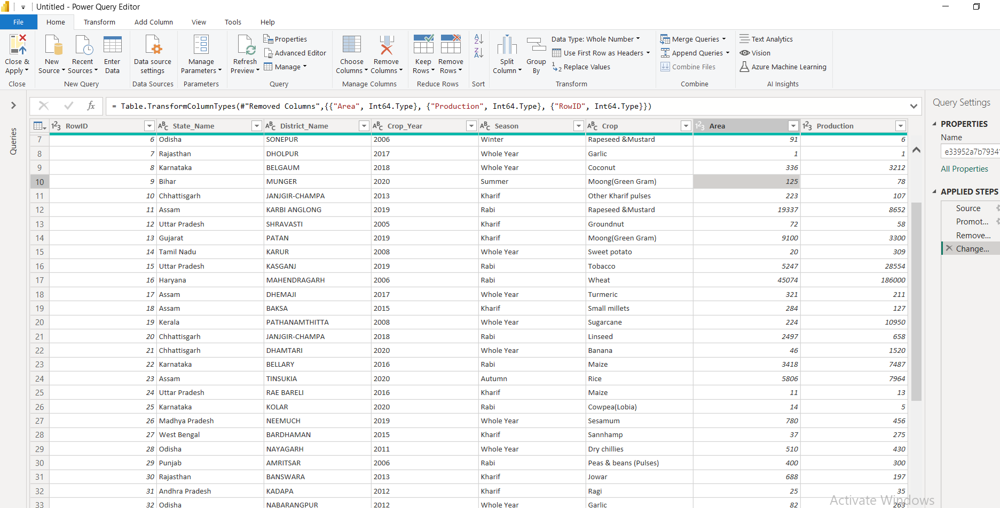 Untitled - Power Query Editor
File Home Transform Add Column View Tools Help
Close & Apply New Source Recent Sources Enter Data Data source settings Manage Parameters Refresh Preview Properties Advanced Editor Manage Choose Columns Remove Columns Keep Rows Remove Rows Split Column Group By Data Type: Whole Number Use First Row as Headers Replace Values Merge Queries Append Queries Combine Files Text Analytics Vision Azure Machine Learning
Close New Query Data Sources Parameters Query Manage Columns Reduce Rows Sort Transform Combine AI Insights
= Table.TransformColumnTypes(#"Removed Columns",{{"Area", Int64.Type}, {"Production", Int64.Type}, {"RowID", Int64.Type}})
Queries
RowID State_Name District_Name Crop_Year Season Crop Area Production
7 6 Odisha SONEPUR 2006 Winter Rapeseed &Mustard 91 6
8 7 Rajasthan DHOLPUR 2017 Whole Year Garlic 1 1
9 8 Karnataka BELGAUM 2018 Whole Year Coconut 336 3212
10 9 Bihar MUNGER 2020 Summer Moong(Green Gram) 125 78
11 10 Chhattisgarh JANJGIR-CHAMPA 2013 Kharif Other Kharif pulses 223 107
12 11 Assam KARBI ANGLONG 2019 Rabi Rapeseed &Mustard 19337 8652
13 12 Uttar Pradesh SHRAVASTI 2005 Kharif Groundnut 72 58
14 13 Gujarat PATAN 2019 Kharif Moong(Green Gram) 9100 3300
15 14 Tamil Nadu KARUR 2008 Whole Year Sweet potato 20 309
16 15 Uttar Pradesh KASGANJ 2019 Rabi Tobacco 5247 28554
17 16 Haryana MAHENDRAGARH 2006 Rabi Wheat 45074 186000
18 17 Assam DHEMAJI 2017 Whole Year Turmeric 321 211
19 18 Assam BAKSA 2015 Kharif Small millets 284 127
20 19 Kerala PATHANAMTHITTA 2008 Whole Year Sugarcane 224 10950
21 20 Chhattisgarh JANJGIR-CHAMPA 2018 Rabi Linseed 2497 658
22 21 Chhattisgarh DHAMTARI 2020 Whole Year Banana 46 1520
23 22 Karnataka BELLARY 2016 Rabi Maize 3418 7487
24 23 Assam TINSUKIA 2020 Autumn Rice 5806 7964
25 24 Uttar Pradesh RAE BARELI 2016 Kharif Maize 11 13
26 25 Karnataka KOLAR 2020 Rabi Cowpea(Lobia) 14 5
27 26 Madhya Pradesh NEEMUCH 2019 Whole Year Sesamum 780 456
28 27 West Bengal BARDHAMAN 2015 Kharif Sannhamp 37 275
29 28 Odisha NAYAGARH 2011 Whole Year Dry chillies 510 430
30 29 Punjab AMRITSAR 2006 Rabi Peas & beans (Pulses) 400 300
31 30 Rajasthan BANSWARA 2013 Kharif Jowar 688 197
32 31 Andhra Pradesh KADAPA 2012 Kharif Ragi 25 35
33 32 Odisha NABARANGPUR 2012 Whole Year Garlic 82 263
Query Settings
PROPERTIES
Name
e33952a7b7934
All Properties
APPLIED STEPS
Source
Promot...
Remove...
Change...
Activate Windows